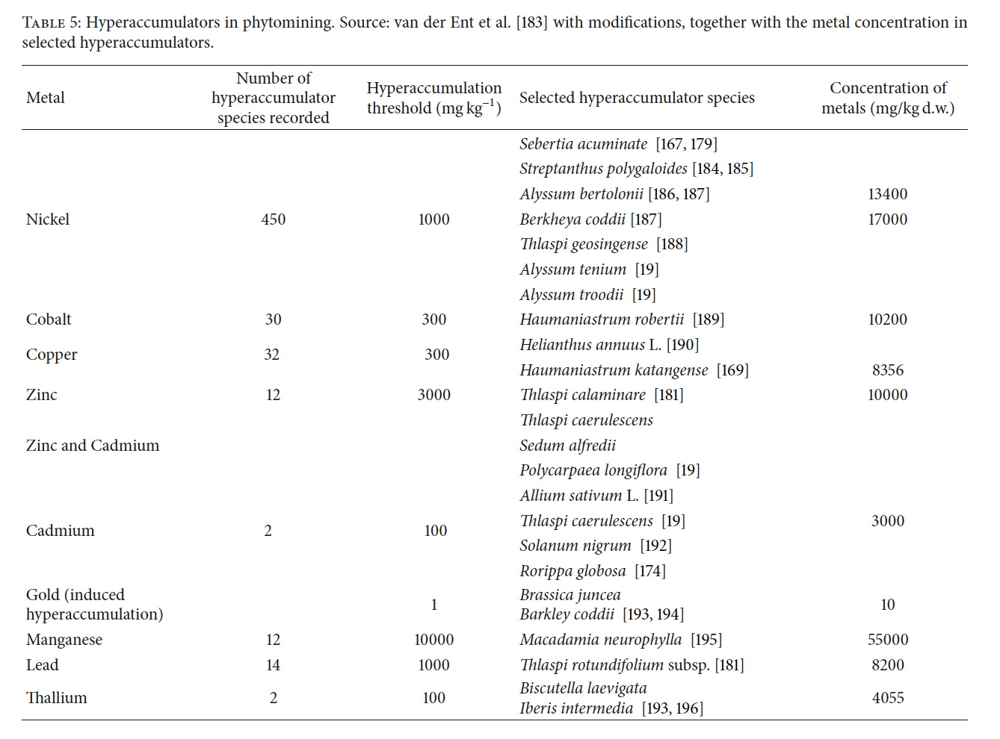 TABLE 5: Hyperaccumulators in phytomining. Source: van der Ent et al. [183] with modifications, together with the metal concentration in
selected hyperaccumulators.
Metal
Number of
hyperaccumulator
species recorded
Hyperaccumulation
threshold (mg kg⁻¹)
Selected hyperaccumulator species
Concentration of
metals (mg/kg d.w.)
Sebertia acuminate [167, 179]
Streptanthus polygaloides [184, 185]
Alyssum bertolonii [186, 187] 13400
Nickel 450 1000 Berkheya coddii [187] 17000
Thlaspi geosingense [188]
Alyssum tenium [19]
Alyssum troodii [19]
Cobalt 30 300 Haumaniastrum robertii [189] 10200
Copper 32 300
Helianthus annuus L. [190]
Haumaniastrum katangense [169] 8356
Zinc 12 3000 Thlaspi calaminare [181] 10000
Thlaspi caerulescens
Zinc and Cadmium Sedum alfredii
Polycarpaea longiflora [19]
Allium sativum L. [191]
Cadmium 2 100
Thlaspi caerulescens [19] 3000
Solanum nigrum [192]
Rorippa globosa [174]
Gold (induced
hyperaccumulation)
1
Brassica juncea
Barkley coddii [193, 194]
10
Manganese 12 10000 Macadamia neurophylla [195] 55000
Lead 14 1000 Thlaspi rotundifolium subsp. [181] 8200
Thallium 2 100
Biscutella laevigata
Iberis intermedia [193, 196]
4055